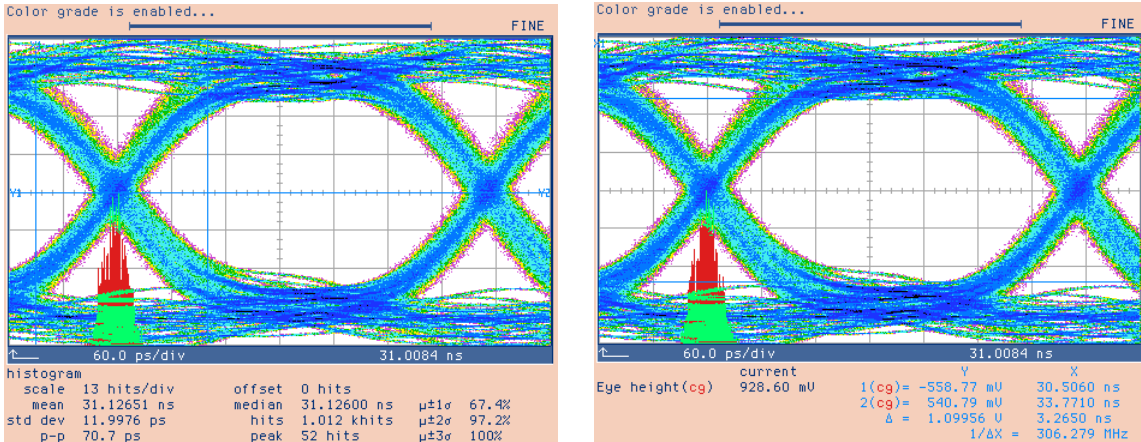 Color grade is enabled...
FINE
Y1
Y2
60.0 ps/div 31.0084 ns
histogram
scale 13 hits/div offset 0 hits
mean 31.12651 ns median 31.12600 ns μ±1σ 67.4%
std dev 11.9976 ps hits 1.012 khits μ±2σ 97.2%
p-p 70.7 ps peak 52 hits μ±3σ 100%
Color grade is enabled...
FINE
60.0 ps/div 31.0084 ns
current Y X
Eye height(cg) 928.60 mV 1(cg)= -558.77 mV 30.5060 ns
2(cg)= 540.79 mV 33.7710 ns
Δ = 1.09956 V 3.2650 ns
1/ΔX = 306.279 MHz